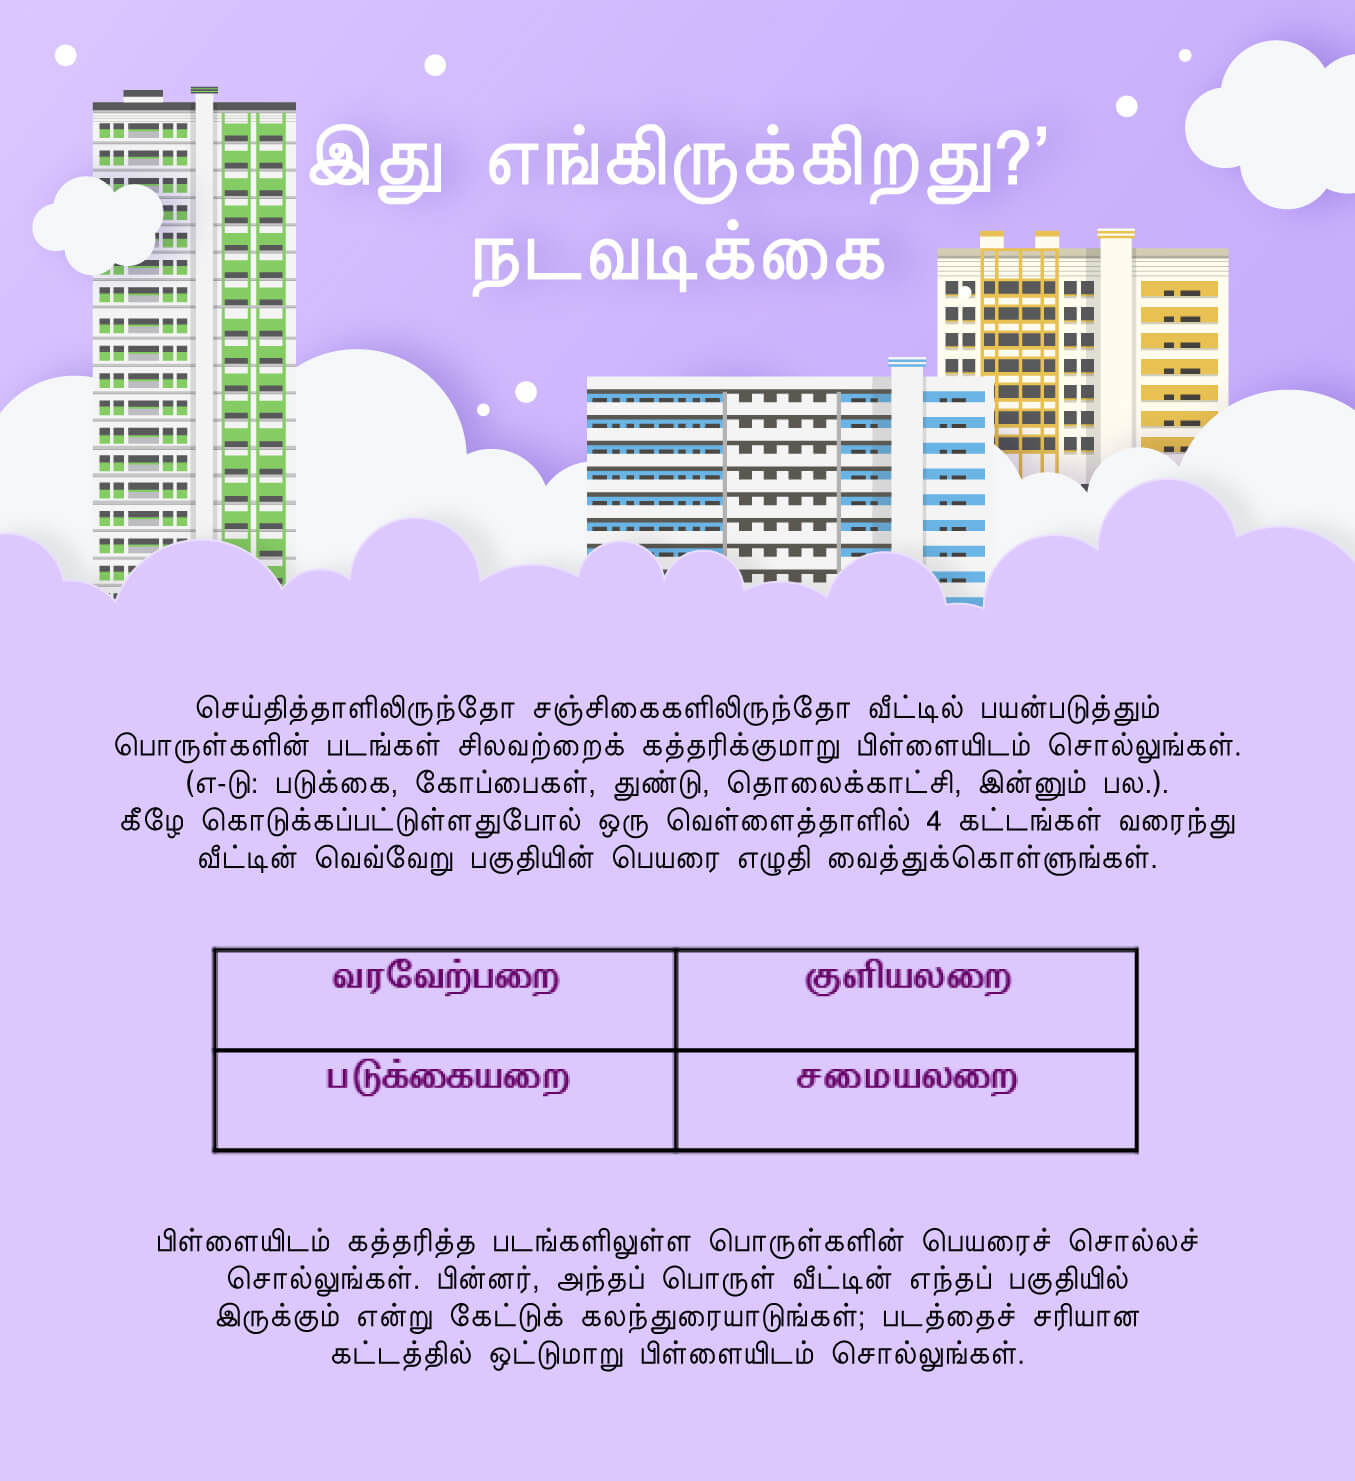 இது எங்கிருக்கிறது?’
நடவடிக்கை
செய்தித்தாளிலிருந்தோ சஞ்சிகைகளிலிருந்தோ வீட்டில் பயன்படுத்தும்
பொருள்களின் படங்கள் சிலவற்றைக் கத்தரிக்குமாறு பிள்ளையிடம் சொல்லுங்கள்.
(எ-டு: படுக்கை, கோப்பைகள், துண்டு, தொலைக்காட்சி, இன்னும் பல.).
கீழே கொடுக்கப்பட்டுள்ளதுபோல் ஒரு வெள்ளைத்தாளில் 4 கட்டங்கள் வரைந்து
வீட்டின் வெவ்வேறு பகுதியின் பெயரை எழுதி வைத்துக்கொள்ளுங்கள்.
வரவேற்பறை
குளியலறை
படுக்கையறை
சமையலறை
பிள்ளையிடம் கத்தரித்த படங்களிலுள்ள பொருள்களின் பெயரைச் சொல்லச்
சொல்லுங்கள். பின்னர், அந்தப் பொருள் வீட்டின் எந்தப் பகுதியில்
இருக்கும் என்று கேட்டுக் கலந்துரையாடுங்கள்; படத்தைச் சரியான
கட்டத்தில் ஒட்டுமாறு பிள்ளையிடம் சொல்லுங்கள்.